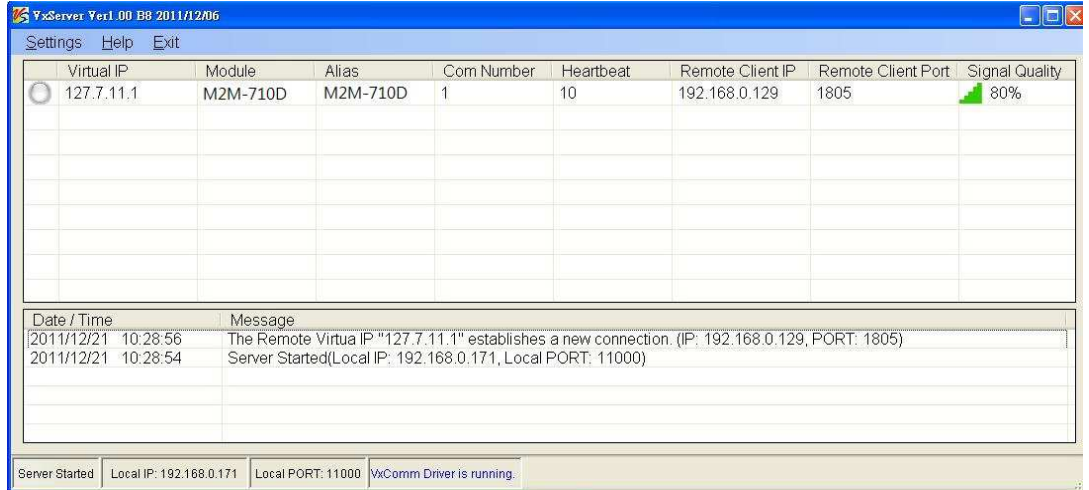 VxServer Ver1.00 B8 2011/12/06
Settings Help Exit
Virtual IP Module Alias Com Number Heartbeat Remote Client IP Remote Client Port Signal Quality
127.7.11.1 M2M-710D M2M-710D 1 10 192.168.0.129 1805 80%
Date / Time Message
2011/12/21 10:28:56 The Remote Virtua IP "127.7.11.1" establishes a new connection. (IP: 192.168.0.129, PORT: 1805)
2011/12/21 10:28:54 Server Started(Local IP: 192.168.0.171, Local PORT: 11000)
Server Started Local IP: 192.168.0.171 Local PORT: 11000 VxComm Driver is running.